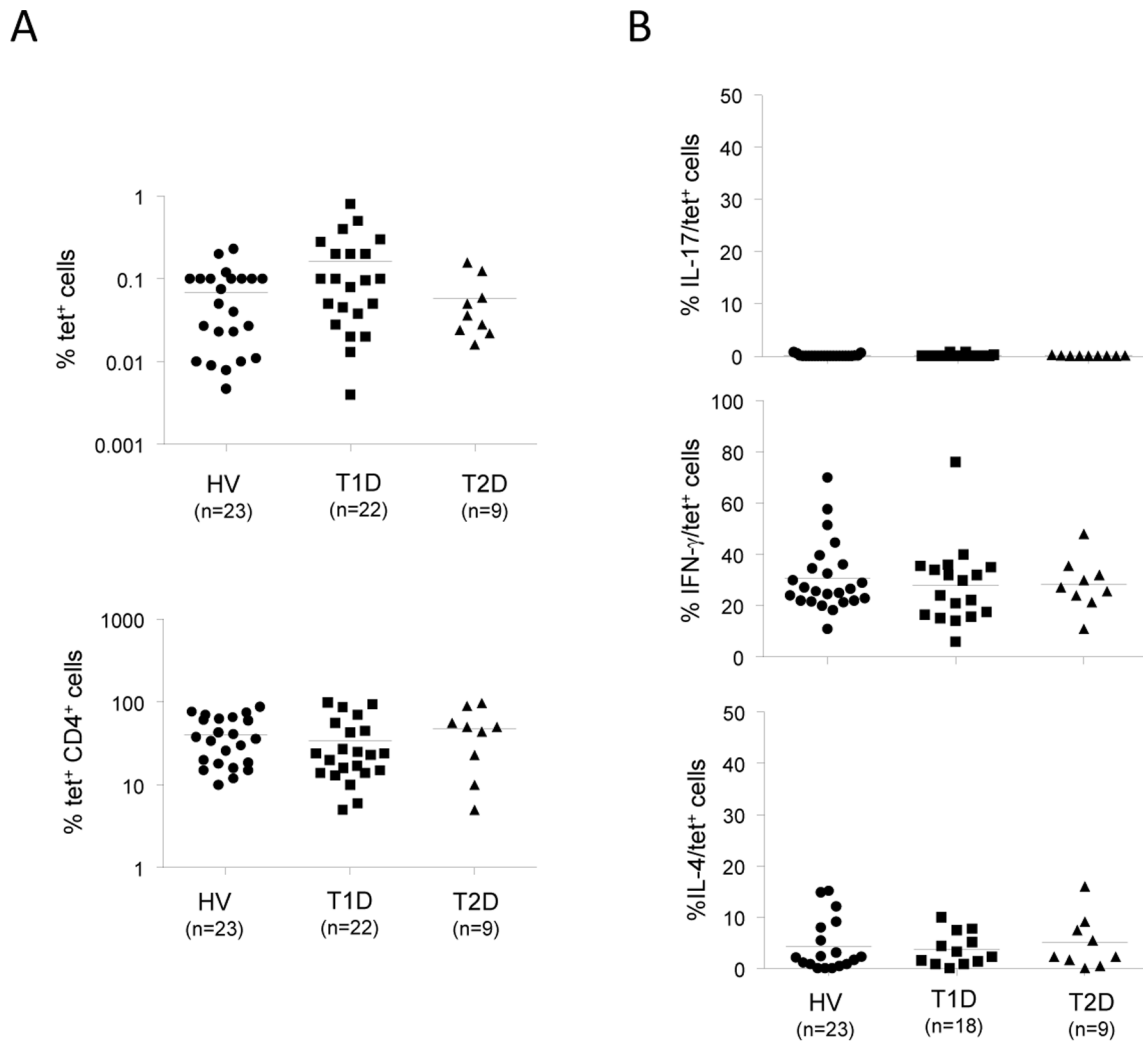 A
% tet⁺ cells
1
0.1
0.01
0.001
HV
T1D
T2D
(n=23)
(n=22)
(n=9)
% tet⁺ CD4⁺ cells
1000
100
10
1
HV
T1D
T2D
(n=23)
(n=22)
(n=9)
B
% IL-17/tet⁺ cells
50
40
30
20
10
0
% IFN-γ/tet⁺ cells
100
80
60
40
20
0
%IL-4/tet⁺ cells
50
40
30
20
10
0
HV
T1D
T2D
(n=23)
(n=18)
(n=9)